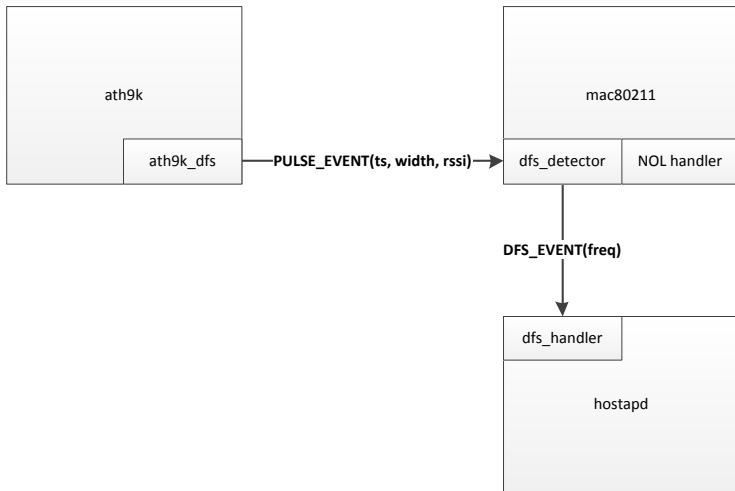 ath9k
mac80211
ath9k_dfs
PULSE_EVENT(ts, width, rssi)
dfs_detector
NOL handler
DFS_EVENT(freq)
dfs_handler
hostapd